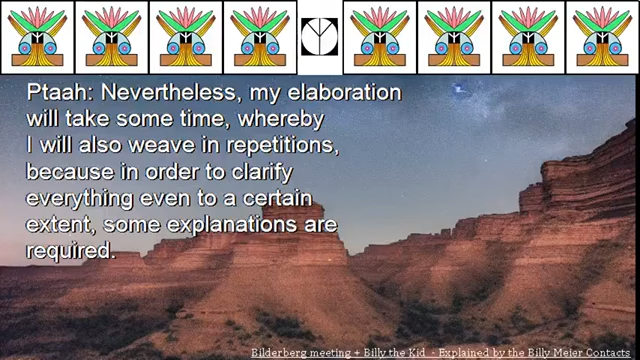 Ptaah: Nevertheless, my elaboration
will take some time, whereby
I will also weave in repetitions,
because in order to clarify
everything even to a certain
extent, some explanations are
required.
Bilderberg meeting + Billy the Kid - Explained by the Billy Meier Contacts